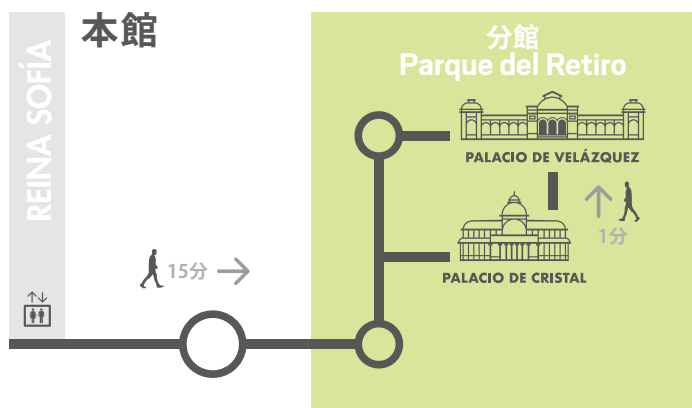 REINA SOFÍA
本館
分館
Parque del Retiro
PALACIO DE VELÁZQUEZ
1分
PALACIO DE CRISTAL
15分